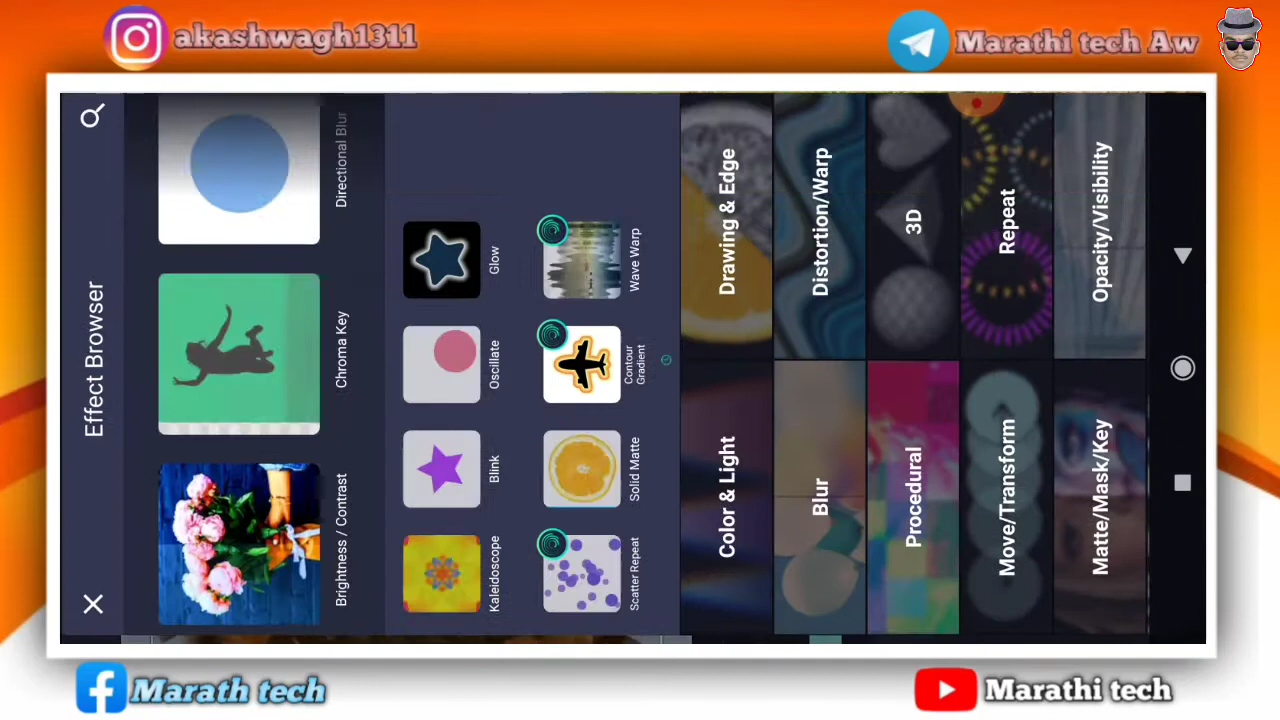 akashwagh1311
Marathi tech Aw
Effect Browser
Brightness / Contrast
Chroma Key
Directional Blur
Kaleidoscope
Blink
Oscillate
Glow
Scatter Repeat
Solid Matte
Contour
Gradient
Wave Warp
Color & Light
Drawing & Edge
Blur
Distortion/Warp
Procedural
3D
Move/Transform
Repeat
Matte/Mask/Key
Opacity/Visibility
Marath tech
Marathi tech